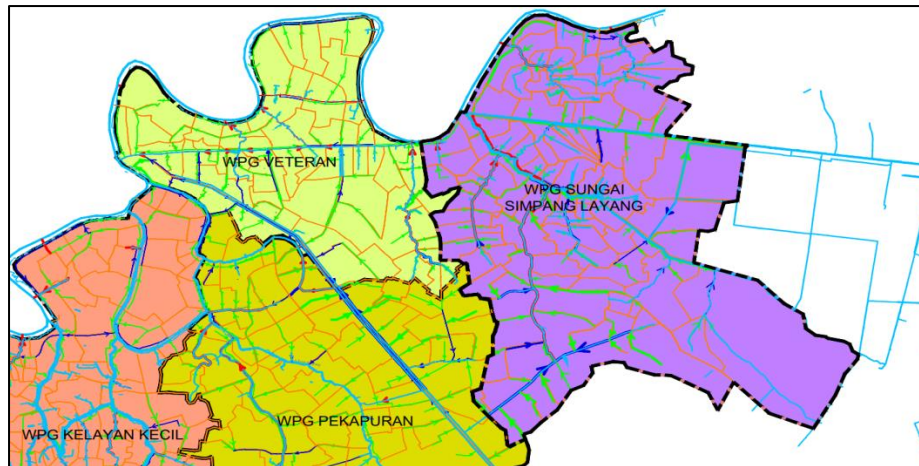 WPG VETERAN
WPG SUNGAI
SIMPANG LAYANG
WPG PEKAPURAN
WPG KELAYAN KECIL